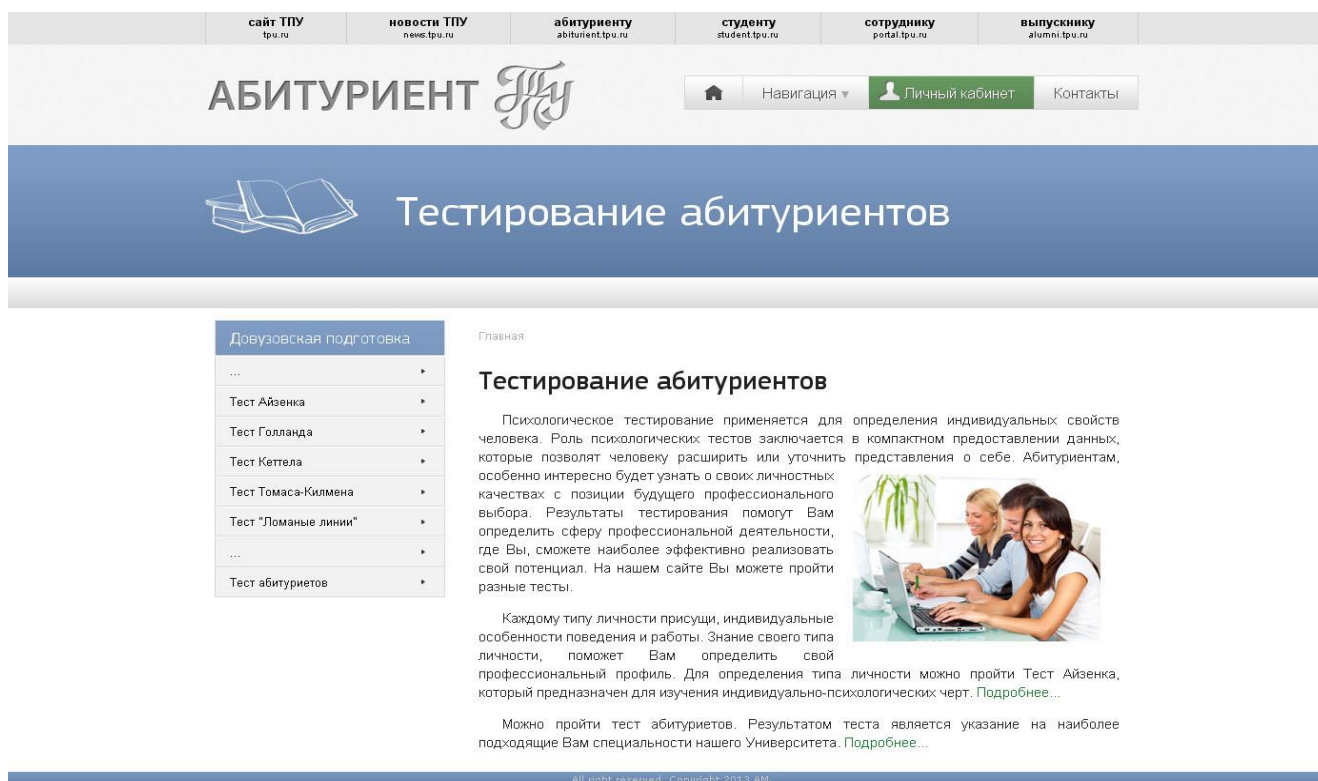 сайт ТПУ
tpu.ru
новости ТПУ
news.tpu.ru
абитуриенту
abiturient.tpu.ru
студенту
student.tpu.ru
сотруднику
portal.tpu.ru
выпускнику
alumni.tpu.ru
АБИТУРИЕНТ ТПУ
Навигация ▾
Личный кабинет
Контакты
Тестирование абитуриентов
Довузовская подготовка
...
Тест Айзенка
Тест Голланда
Тест Кеттела
Тест Томаса-Килмена
Тест "Ломаные линии"
...
Тест абитуриетов
Главная
Тестирование абитуриентов
Психологическое тестирование применяется для определения индивидуальных свойств
человека. Роль психологических тестов заключается в компактном предоставлении данных,
которые позволят человеку расширить или уточнить представления о себе. Абитуриентам,
особенно интересно будет узнать о своих личностных
качествах с позиции будущего профессионального
выбора. Результаты тестирования помогут Вам
определить сферу профессиональной деятельности,
где Вы, сможете наиболее эффективно реализовать
свой потенциал. На нашем сайте Вы можете пройти
разные тесты.
Каждому типу личности присущи, индивидуальные
особенности поведения и работы. Знание своего типа
личности, поможет Вам определить свой
профессиональный профиль. Для определения типа личности можно пройти Тест Айзенка,
который предназначен для изучения индивидуально-психологических черт. Подробнее...
Можно пройти тест абитуриетов. Результатом теста является указание на наиболее
подходящие Вам специальности нашего Университета. Подробнее...
All right reserved. Copyright 2013 AM